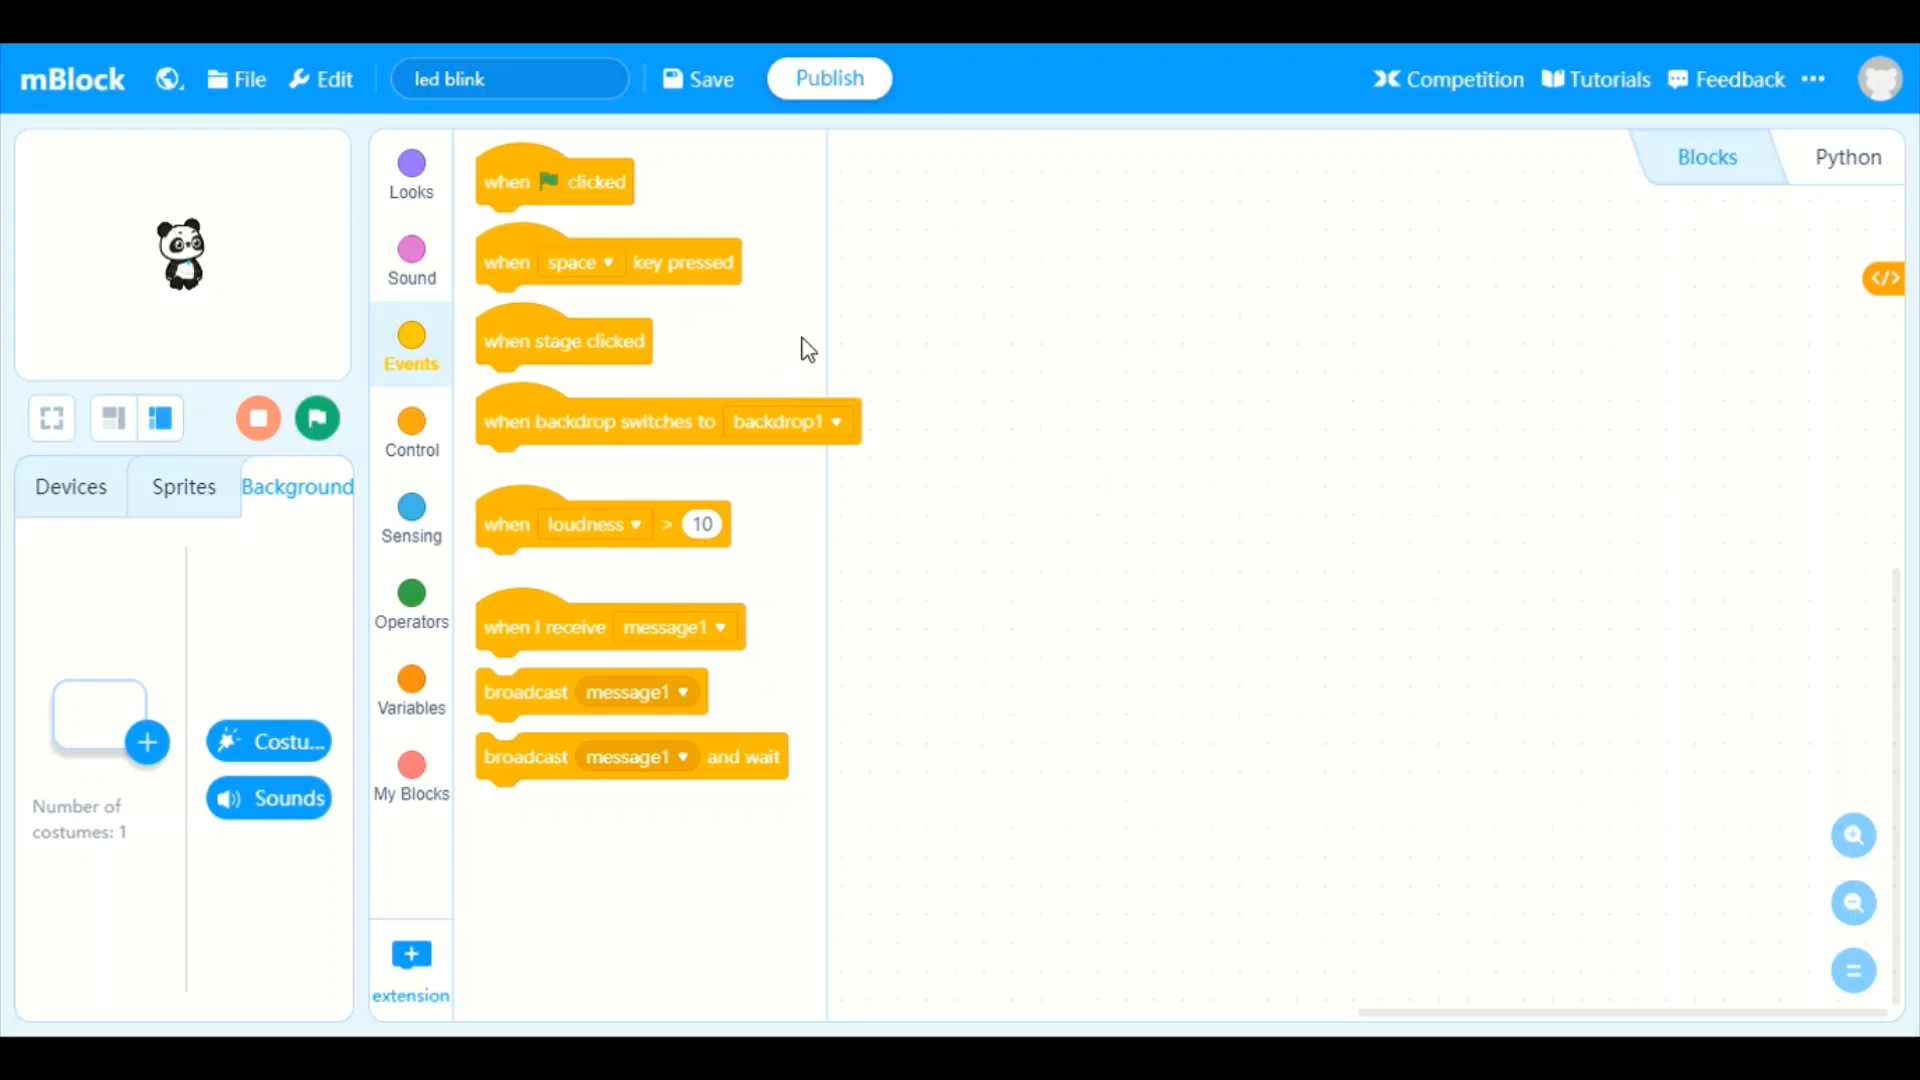 mBlock File Edit led blink Save Publish Competition Tutorials Feedback
Blocks Python
Looks
Sound
Events
Control
Sensing
Operators
Variables
My Blocks
extension
when clicked
when space key pressed
when stage clicked
when backdrop switches to backdrop1
when loudness > 10
when I receive message1
broadcast message1
broadcast message1 and wait
Devices Sprites Background
Costu...
Sounds
Number of
costumes: 1